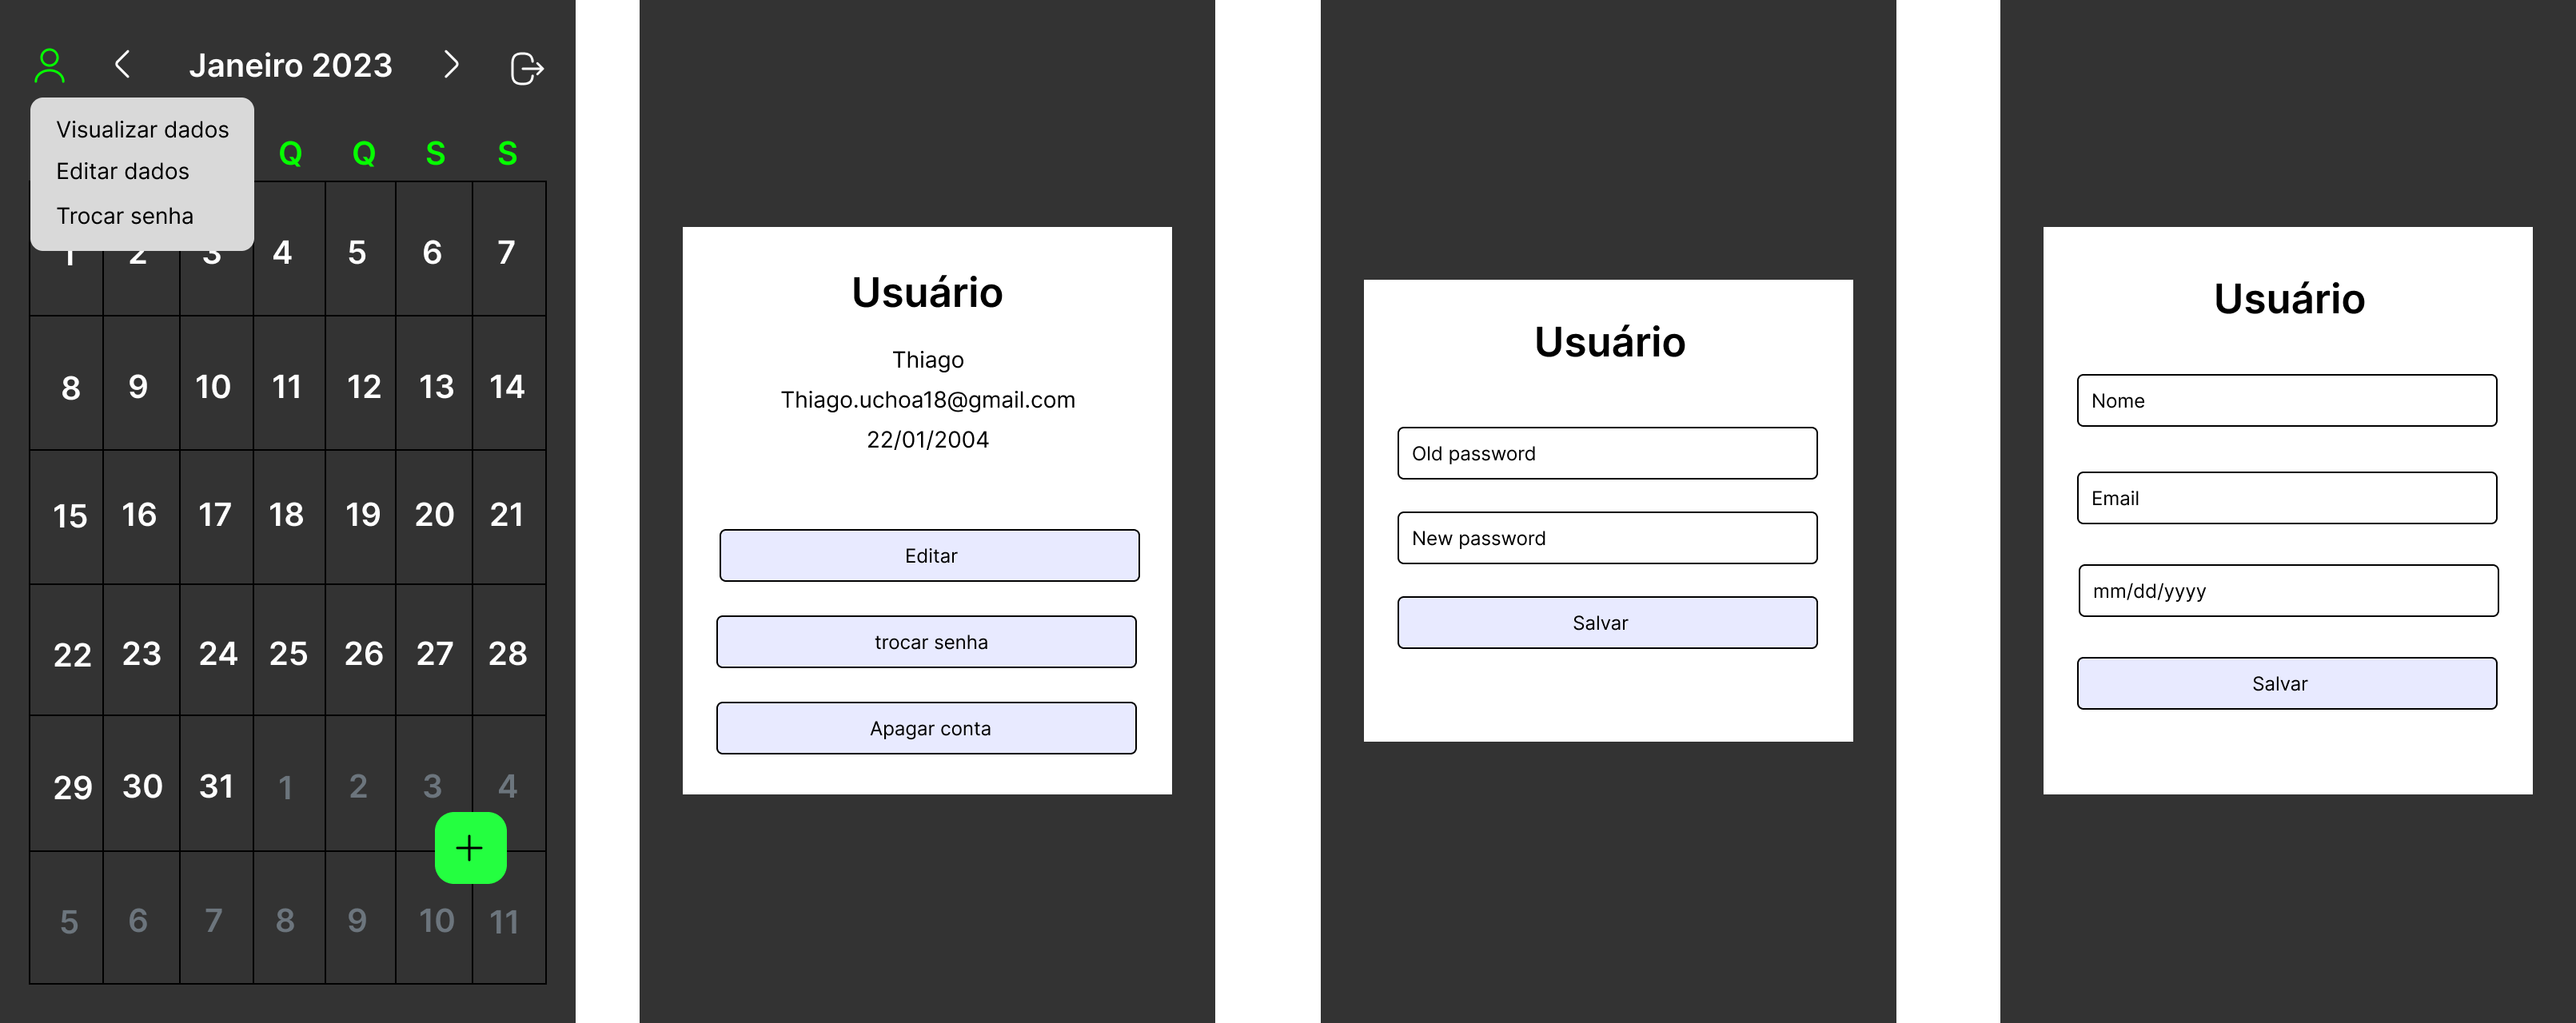 Janeiro 2023
Visualizar dados
Editar dados
Trocar senha
Q Q S S
1 2 3 4 5 6 7
8 9 10 11 12 13 14
15 16 17 18 19 20 21
22 23 24 25 26 27 28
29 30 31 1 2 3 4
+
5 6 7 8 9 10 11
Usuário
Thiago
Thiago.uchoa18@gmail.com
22/01/2004
Editar
trocar senha
Apagar conta
Usuário
Old password
New password
Salvar
Usuário
Nome
Email
mm/dd/yyyy
Salvar